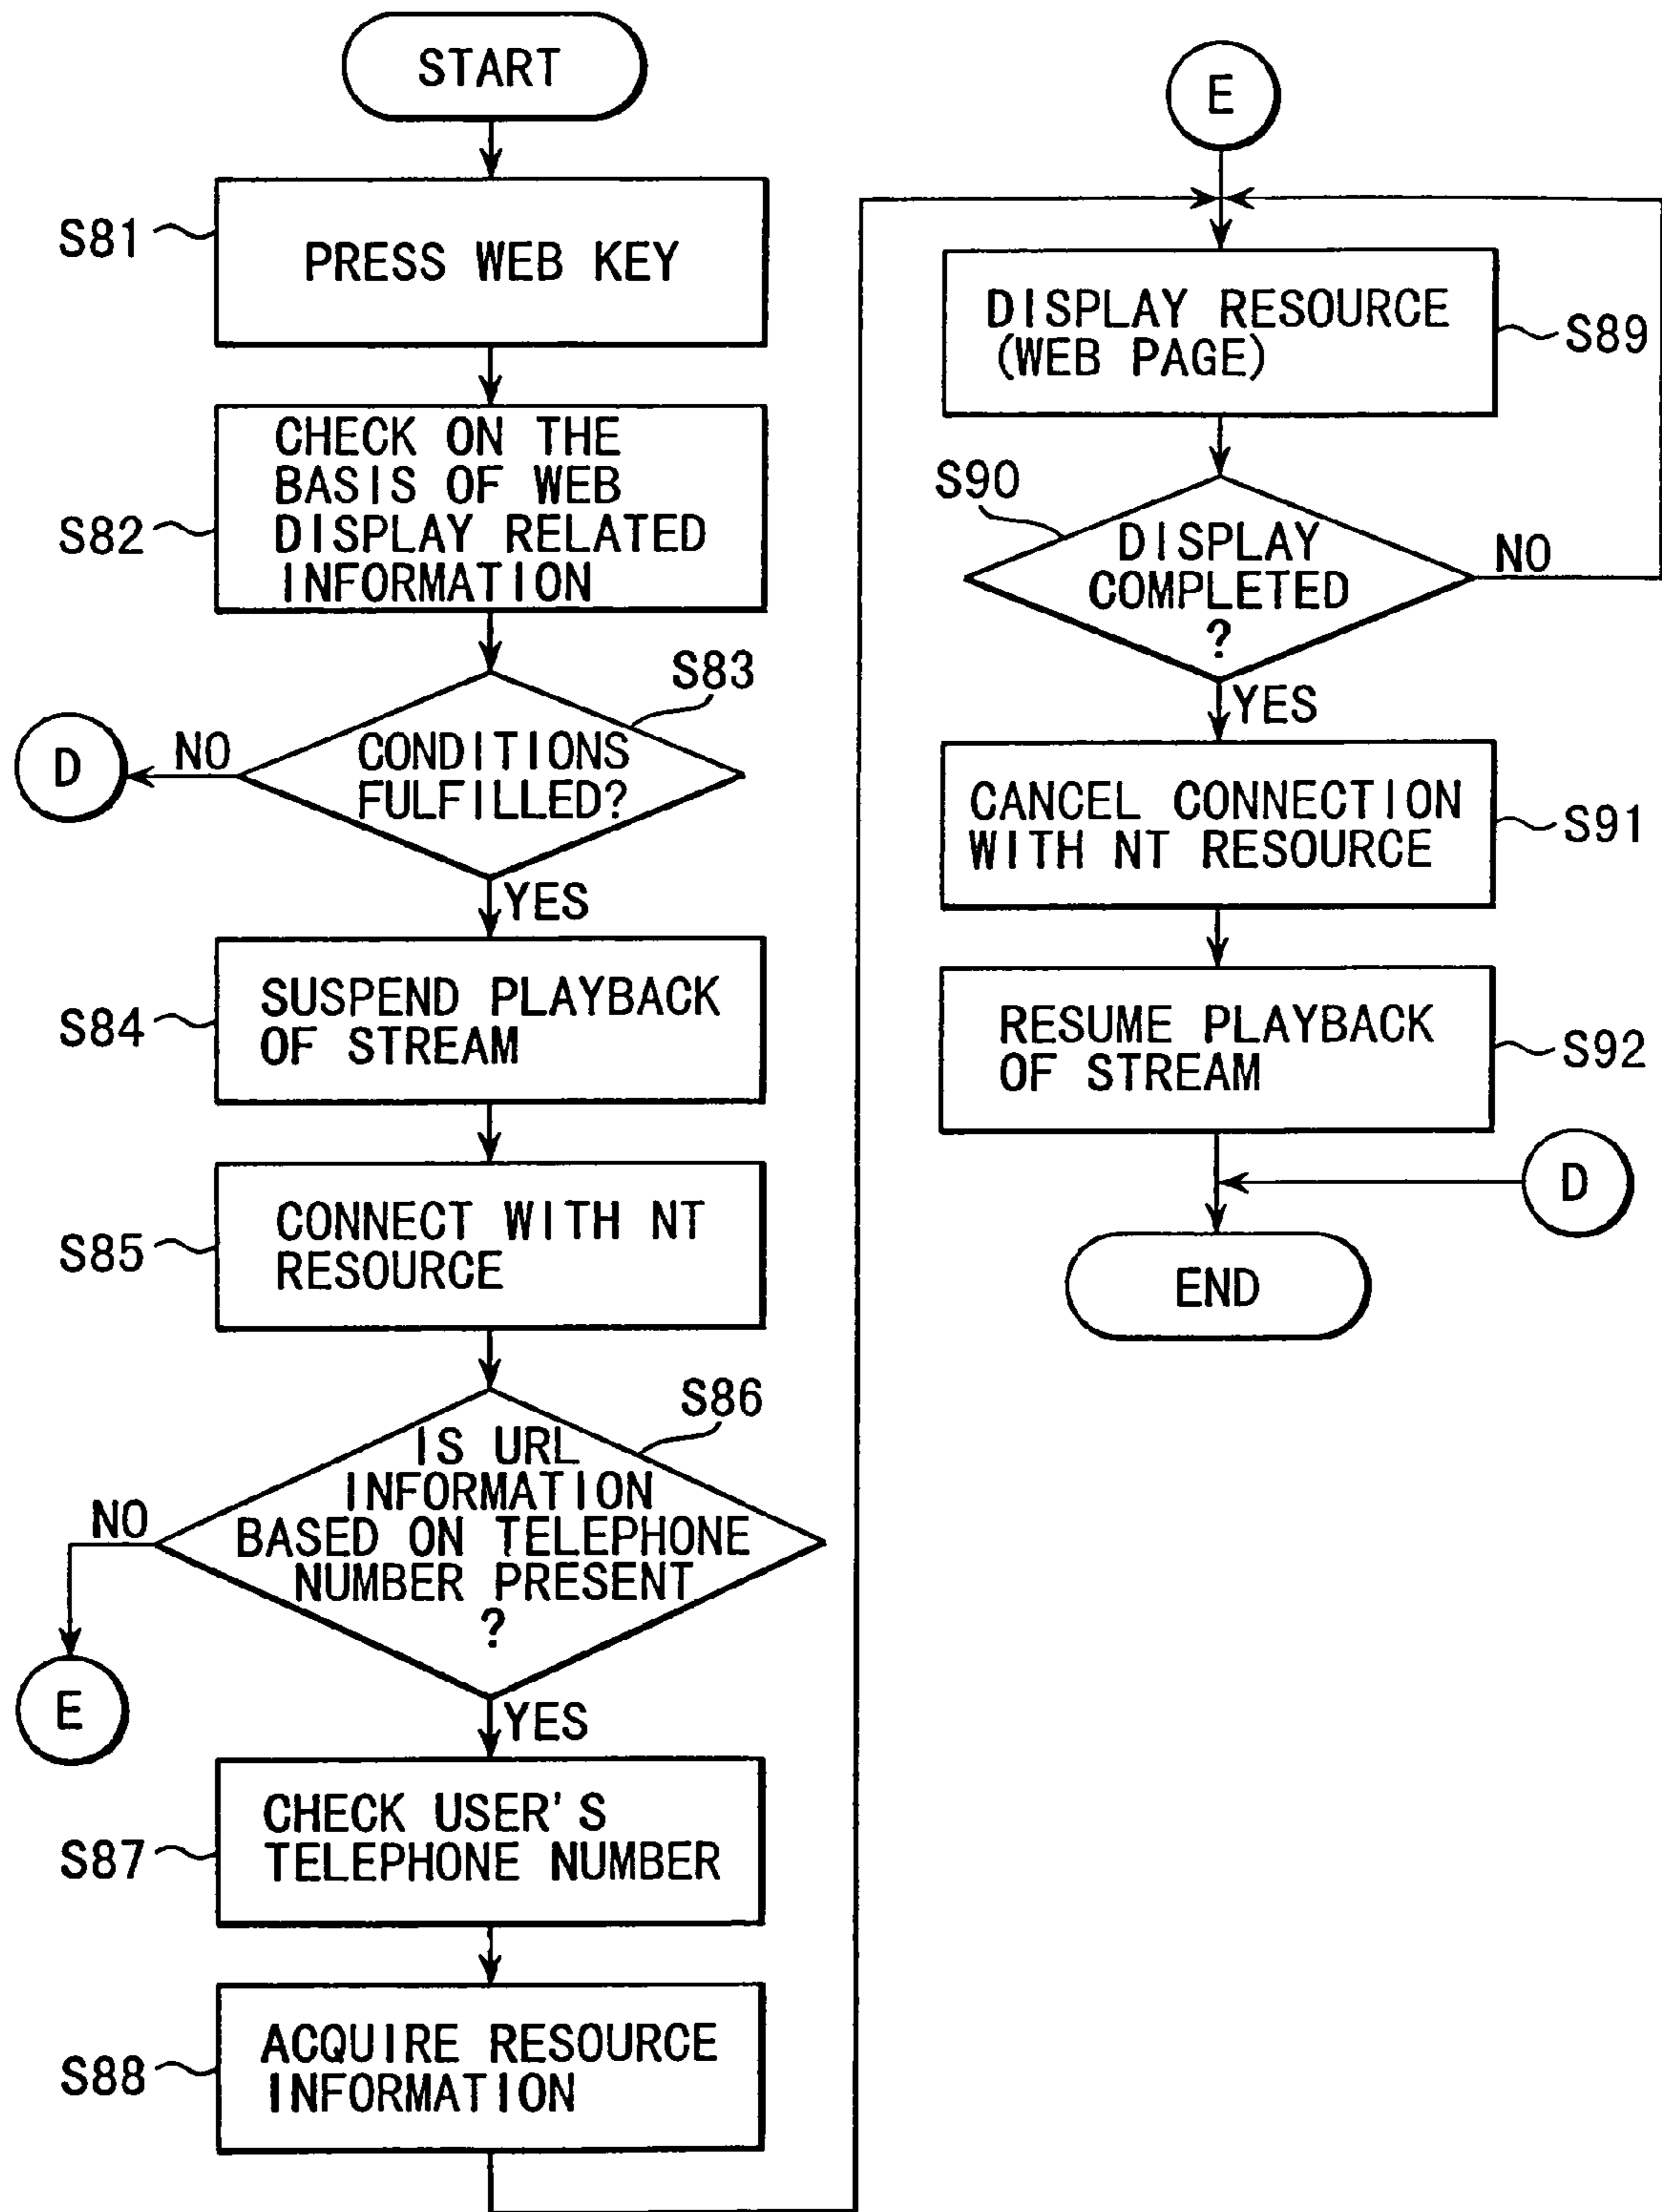 START
S81
PRESS WEB KEY
S82
CHECK ON THE
BASIS OF WEB
DISPLAY RELATED
INFORMATION
S83
CONDITIONS
FULFILLED?
NO
D
YES
S84
SUSPEND PLAYBACK
OF STREAM
S85
CONNECT WITH NT
RESOURCE
S86
IS URL
INFORMATION
BASED ON TELEPHONE
NUMBER PRESENT
?
NO
E
YES
S87
CHECK USER'S
TELEPHONE NUMBER
S88
ACQUIRE RESOURCE
INFORMATION
E
DISPLAY RESOURCE
(WEB PAGE)
S89
S90
DISPLAY
COMPLETED
?
NO
YES
CANCEL CONNECTION
WITH NT RESOURCE
S91
RESUME PLAYBACK
OF STREAM
S92
D
END